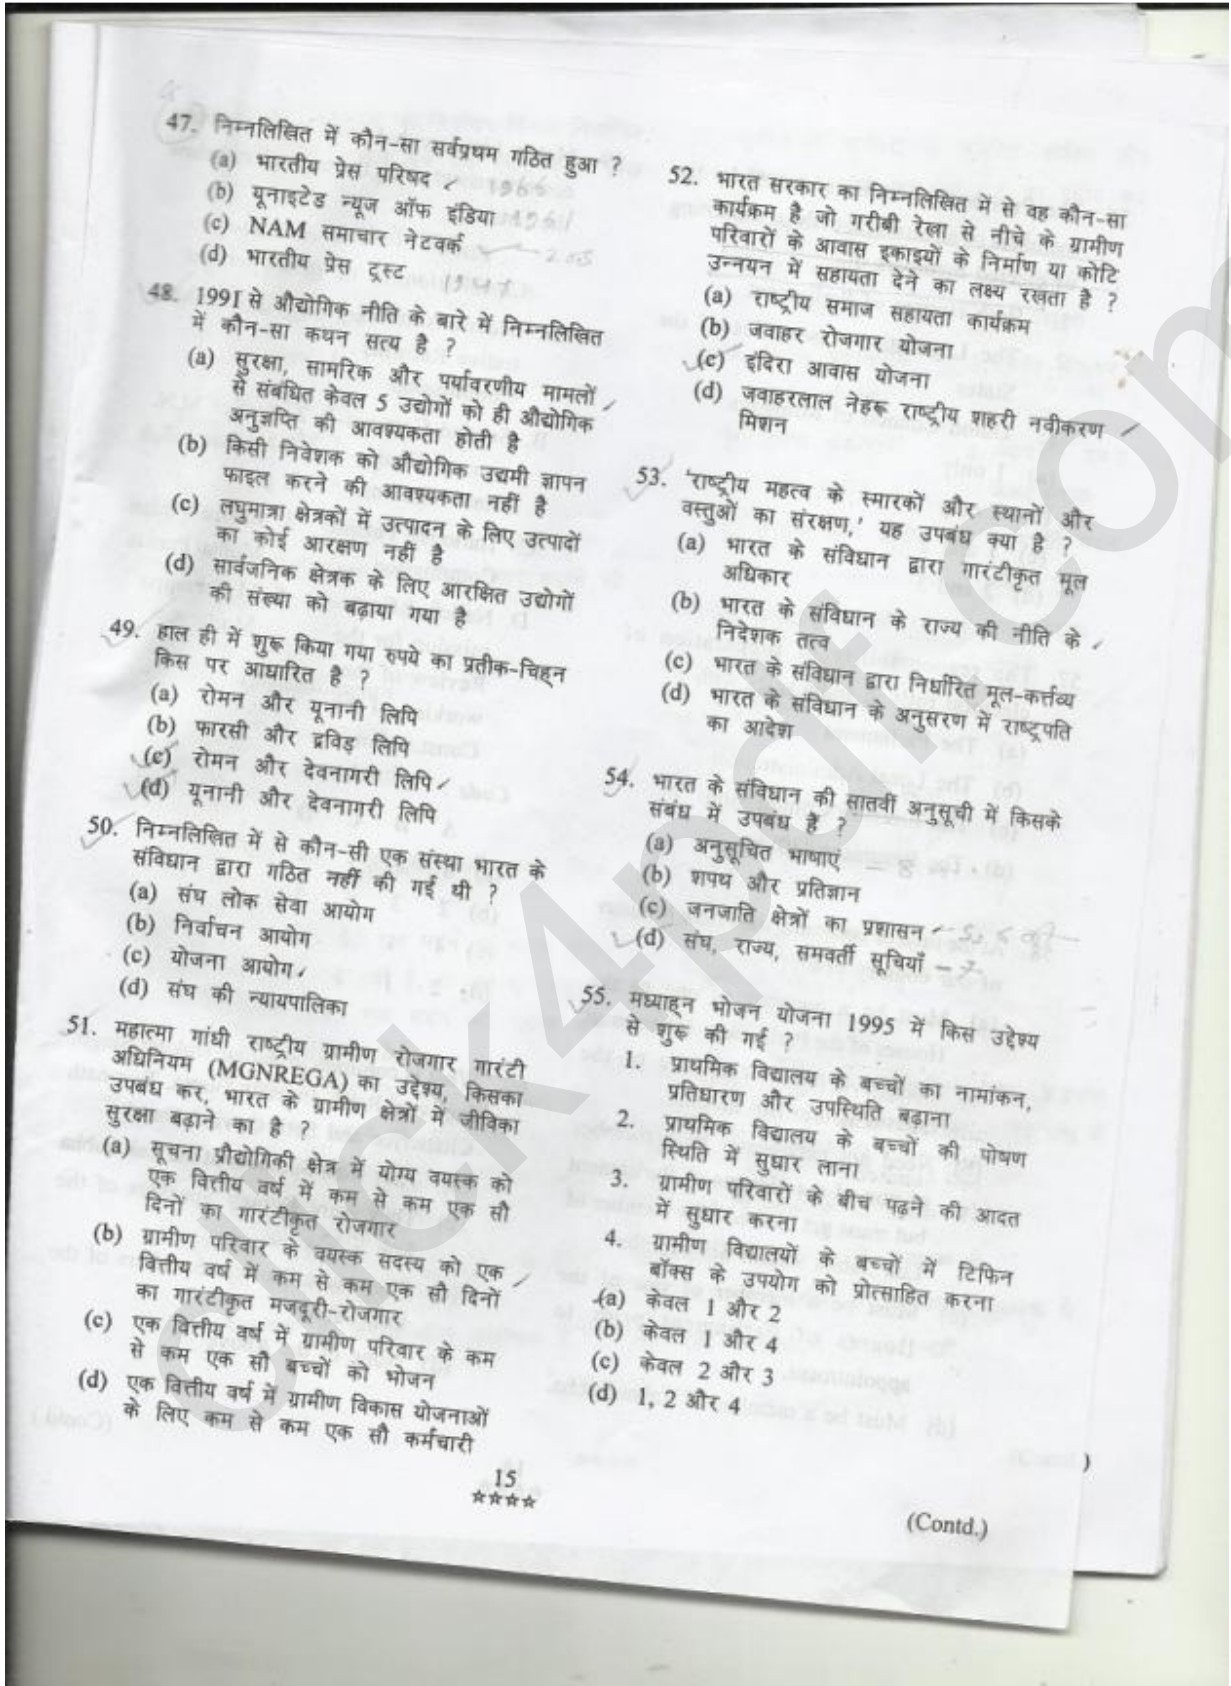 47. निम्नलिखित में कौन-सा सर्वप्रथम गठित हुआ ?
(a) भारतीय प्रेस परिषद 1966
(b) यूनाइटेड न्यूज ऑफ इंडिया 1961
(c) NAM समाचार नेटवर्क
(d) भारतीय प्रेस ट्रस्ट
48. 1991 से औद्योगिक नीति के बारे में निम्नलिखित
में कौन-सा कथन सत्य है ?
(a) सुरक्षा, सामरिक और पर्यावरणीय मामलों
से संबंधित केवल 5 उद्योगों को ही औद्योगिक
अनुज्ञप्ति की आवश्यकता होती है
(b) किसी निवेशक को औद्योगिक उद्यमी ज्ञापन
फाइल करने की आवश्यकता नहीं है
(c) लघुमात्रा क्षेत्रकों में उत्पादन के लिए उत्पादों
का कोई आरक्षण नहीं है
(d) सार्वजनिक क्षेत्रक के लिए आरक्षित उद्योगों
की संख्या को बढ़ाया गया है
49. हाल ही में शुरू किया गया रुपये का प्रतीक-चिह्न
किस पर आधारित है ?
(a) रोमन और यूनानी लिपि
(b) फारसी और द्रविड़ लिपि
(c) रोमन और देवनागरी लिपि
(d) यूनानी और देवनागरी लिपि
50. निम्नलिखित में से कौन-सी एक संस्था भारत के
संविधान द्वारा गठित नहीं की गई थी ?
(a) संघ लोक सेवा आयोग
(b) निर्वाचन आयोग
(c) योजना आयोग
(d) संघ की न्यायपालिका
51. महात्मा गांधी राष्ट्रीय ग्रामीण रोजगार गारंटी
अधिनियम (MGNREGA) का उद्देश्य, किसका
उपबंध कर, भारत के ग्रामीण क्षेत्रों में जीविका
सुरक्षा बढ़ाने का है ?
(a) सूचना प्रौद्योगिकी क्षेत्र में योग्य वयस्क को
एक वित्तीय वर्ष में कम से कम एक सौ
दिनों का गारंटीकृत रोजगार
(b) ग्रामीण परिवार के वयस्क सदस्य को एक
वित्तीय वर्ष में कम से कम एक सौ दिनों
का गारंटीकृत मजदूरी-रोजगार
(c) एक वित्तीय वर्ष में ग्रामीण परिवार के कम
से कम एक सौ बच्चों को भोजन
(d) एक वित्तीय वर्ष में ग्रामीण विकास योजनाओं
के लिए कम से कम एक सौ कर्मचारी
52. भारत सरकार का निम्नलिखित में से वह कौन-सा
कार्यक्रम है जो गरीबी रेखा से नीचे के ग्रामीण
परिवारों के आवास इकाइयों के निर्माण या कोटि
उन्नयन में सहायता देने का लक्ष्य रखता है ?
(a) राष्ट्रीय समाज सहायता कार्यक्रम
(b) जवाहर रोजगार योजना
(c) इंदिरा आवास योजना
(d) जवाहरलाल नेहरू राष्ट्रीय शहरी नवीकरण
मिशन
53. 'राष्ट्रीय महत्व के स्मारकों और स्थानों और
वस्तुओं का संरक्षण,' यह उपबंध क्या है ?
(a) भारत के संविधान द्वारा गारंटीकृत मूल
अधिकार
(b) भारत के संविधान के राज्य की नीति के
निदेशक तत्व
(c) भारत के संविधान द्वारा निर्धारित मूल-कर्त्तव्य
(d) भारत के संविधान के अनुसरण में राष्ट्रपति
का आदेश
54. भारत के संविधान की सातवीं अनुसूची में किसके
संबंध में उपबंध हैं ?
(a) अनुसूचित भाषाएं
(b) शपथ और प्रतिज्ञान
(c) जनजाति क्षेत्रों का प्रशासन
(d) संघ, राज्य, समवर्ती सूचियाँ – 7
55. मध्याह्न भोजन योजना 1995 में किस उद्देश्य
से शुरू की गई ?
1. प्राथमिक विद्यालय के बच्चों का नामांकन,
प्रतिधारण और उपस्थिति बढ़ाना
2. प्राथमिक विद्यालय के बच्चों की पोषण
स्थिति में सुधार लाना
3. ग्रामीण परिवारों के बीच पढ़ने की आदत
में सुधार करना
4. ग्रामीण विद्यालयों के बच्चों में टिफिन
बॉक्स के उपयोग को प्रोत्साहित करना
(a) केवल 1 और 2
(b) केवल 1 और 4
(c) केवल 2 और 3
(d) 1, 2 और 4
15
(Contd.)
click4pdf.com